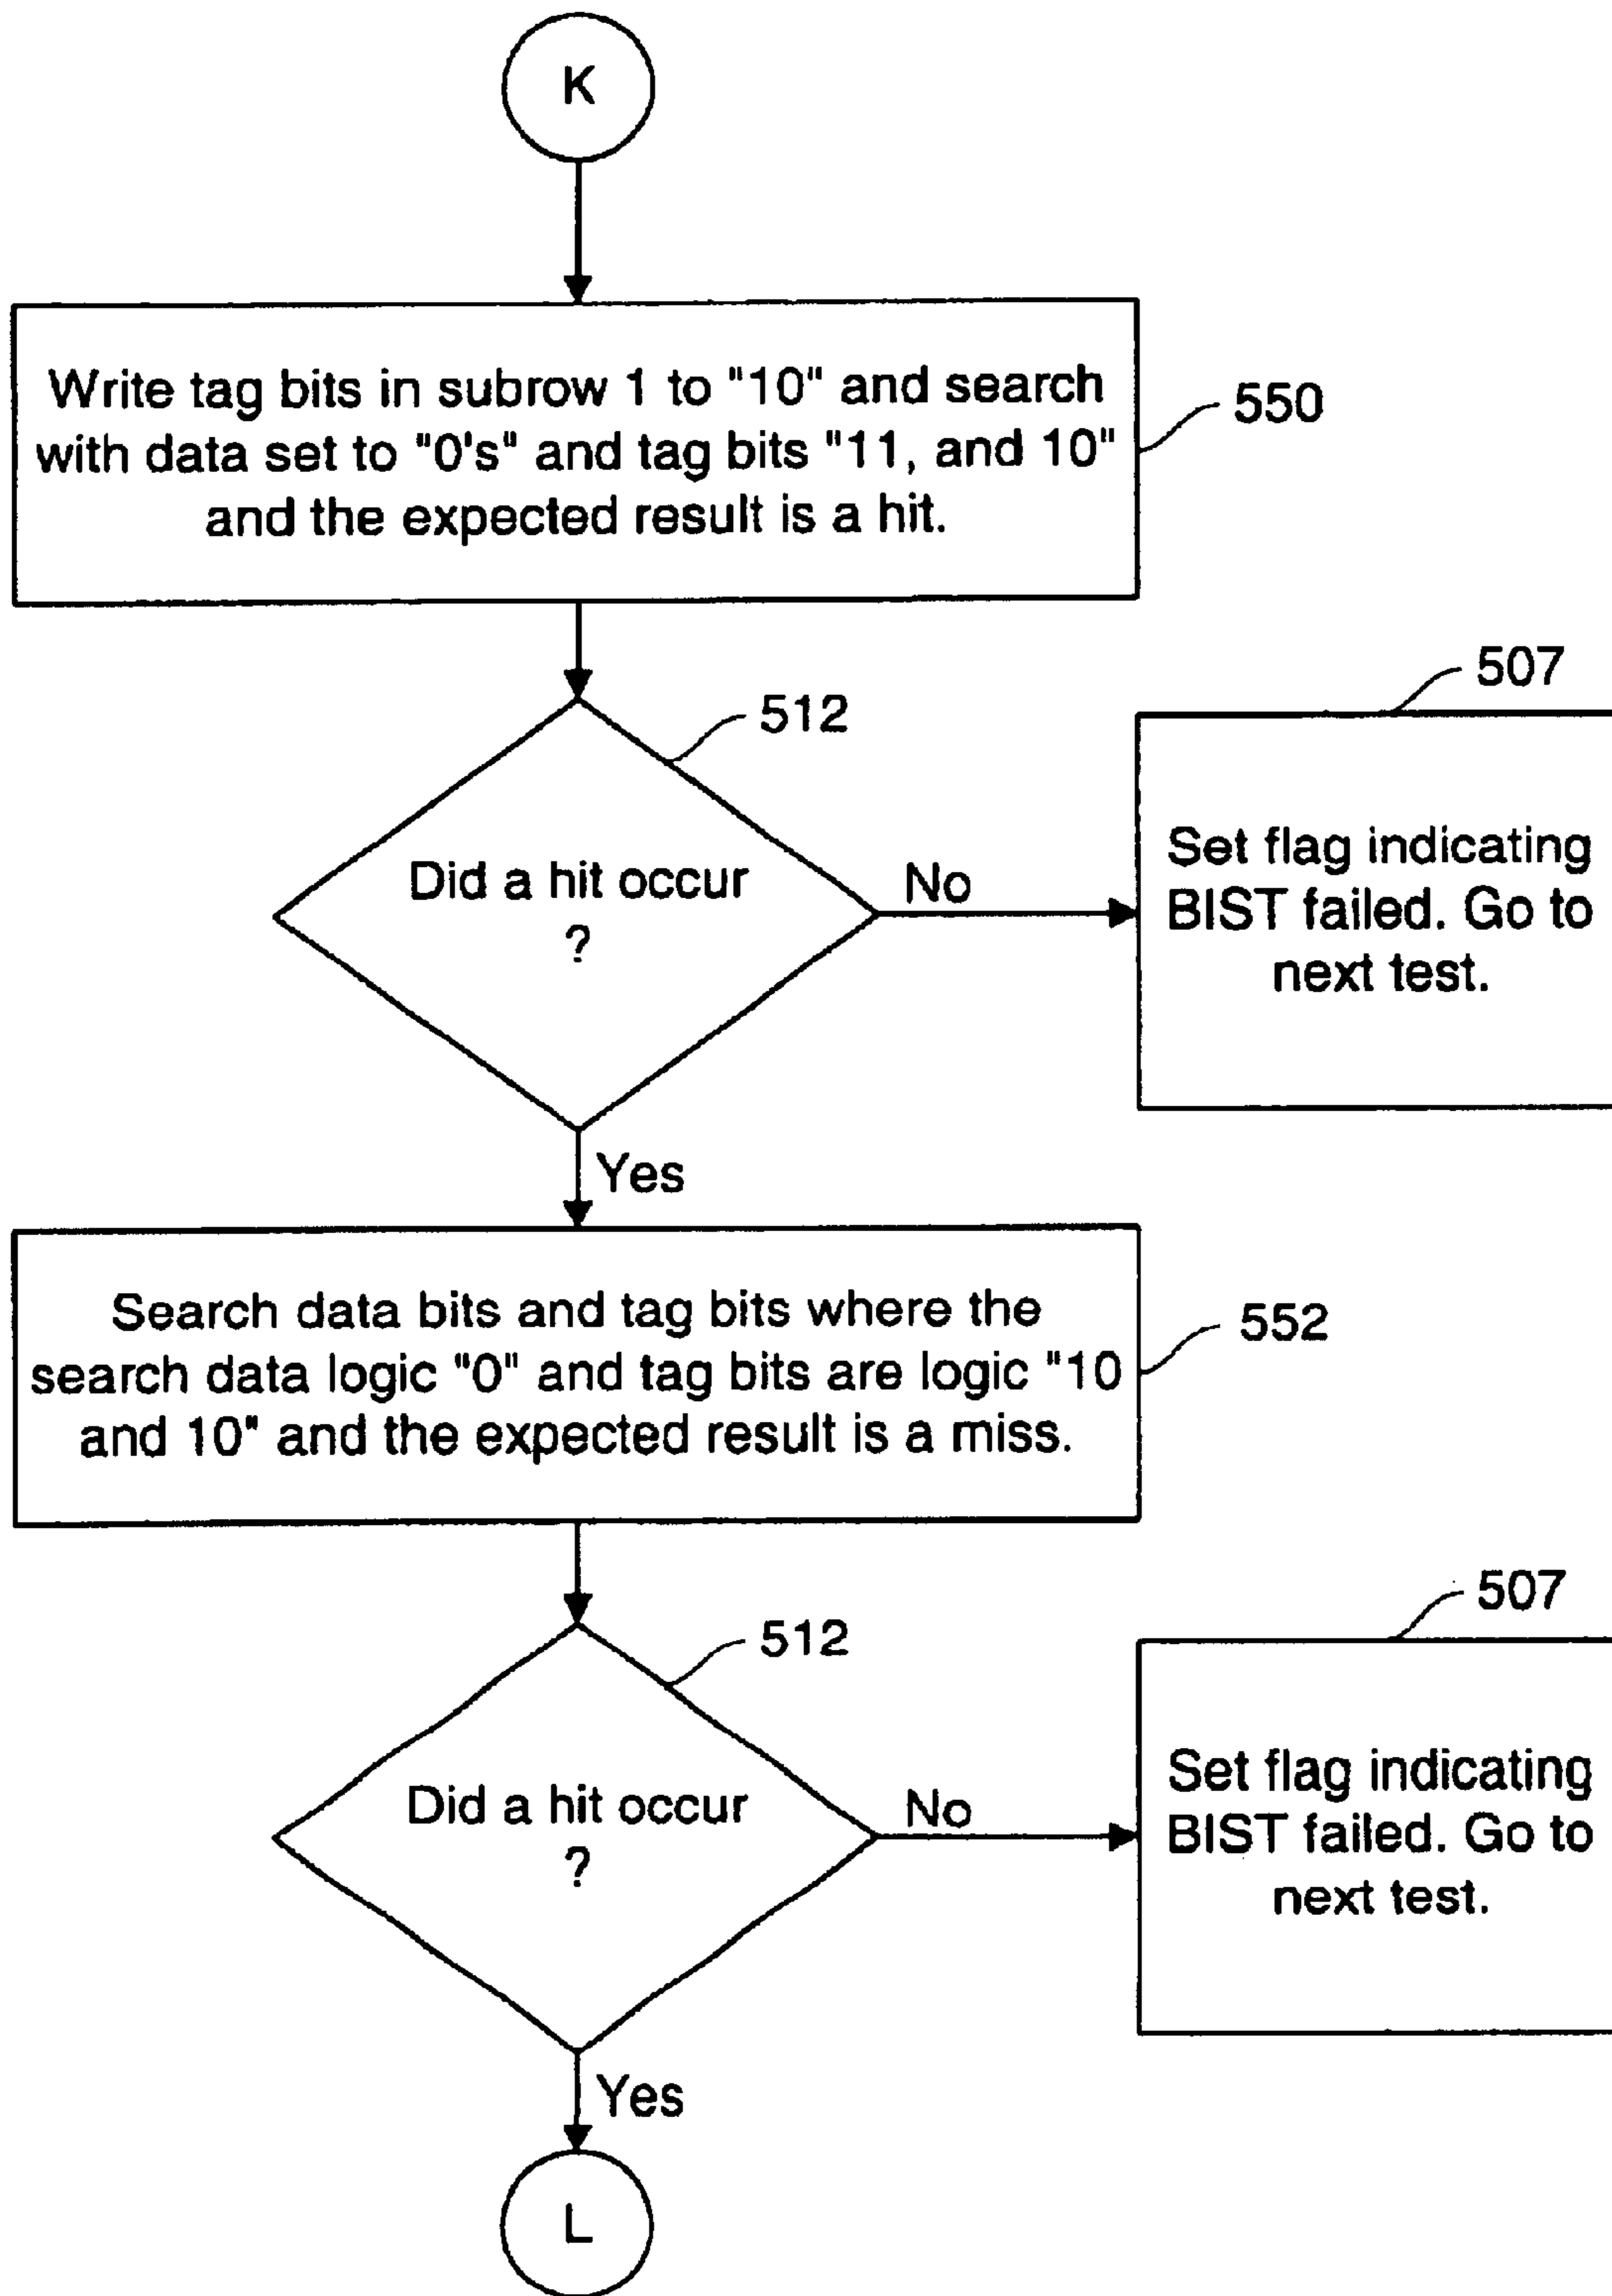 K
Write tag bits in subrow 1 to "10" and search
with data set to "0's" and tag bits "11, and 10"
and the expected result is a hit.
550
512
Did a hit occur
?
No
507
Set flag indicating
BIST failed. Go to
next test.
Yes
Search data bits and tag bits where the
search data logic "0" and tag bits are logic "10
and 10" and the expected result is a miss.
552
512
Did a hit occur
?
No
507
Set flag indicating
BIST failed. Go to
next test.
Yes
L